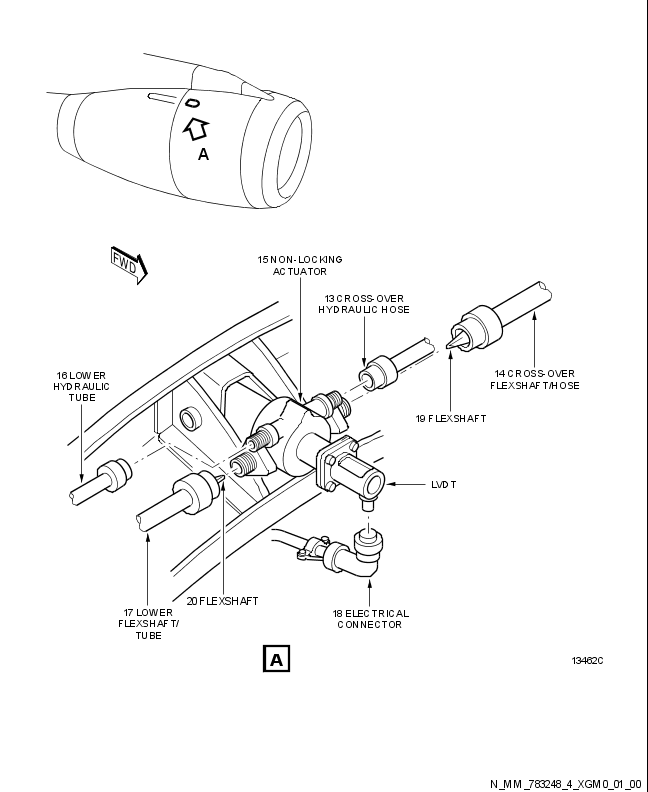 A
FWD
15 NON-LOCKING
ACTUATOR
13 CROSS-OVER
HYDRAULIC HOSE
16 LOWER
HYDRAULIC
TUBE
14 CROSS-OVER
FLEXSHAFT/HOSE
19 FLEXSHAFT
LVDT
20 FLEXSHAFT
17 LOWER
FLEXSHAFT/
TUBE
18 ELECTRICAL
CONNECTOR
A
13462C
N_MM_783248_4_XGM0_01_00